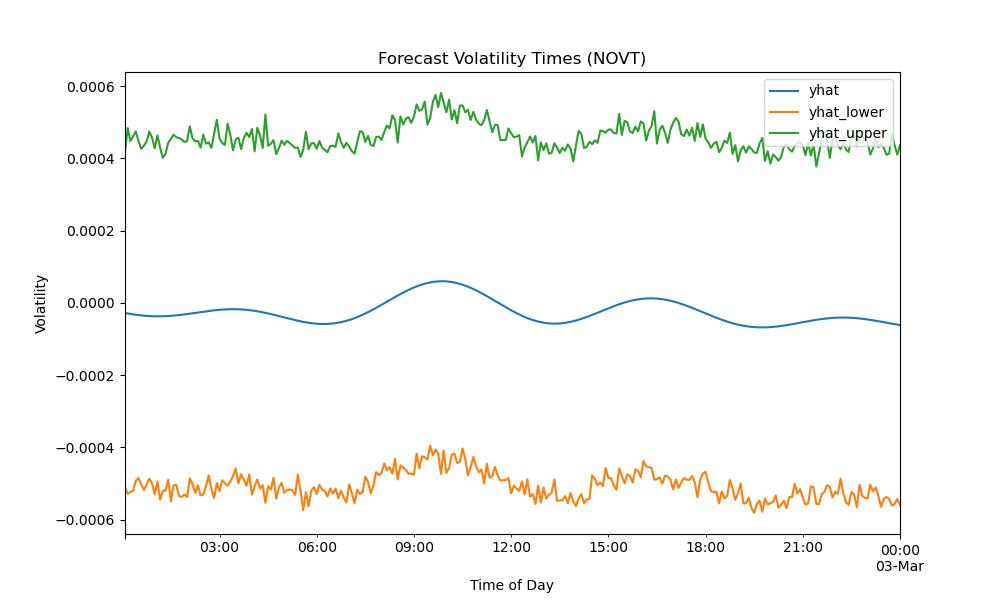 Forecast Volatility Times (NOVT)
yhat
yhat_lower
yhat_upper
0.0006
0.0004
0.0002
0.0000
−0.0002
−0.0004
−0.0006
Volatility
03:00
06:00
09:00
12:00
15:00
18:00
21:00
00:00
03-Mar
Time of Day